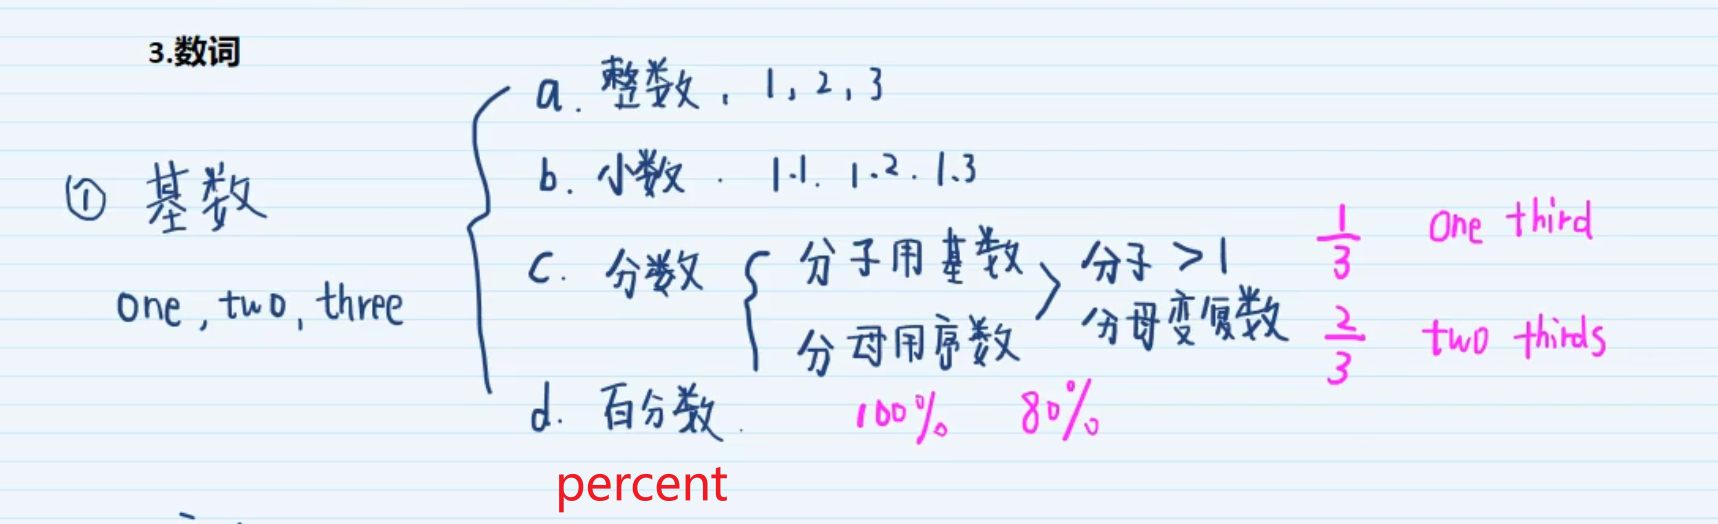 3.数词
① 基数
one, two, three
a. 整数. 1, 2, 3
b. 小数. 1.1. 1.2. 1.3
c. 分数
分子用基数
分母用序数
分子>1
分母变复数
1/3 one third
2/3 two thirds
d. 百分数. 100% 80%
percent